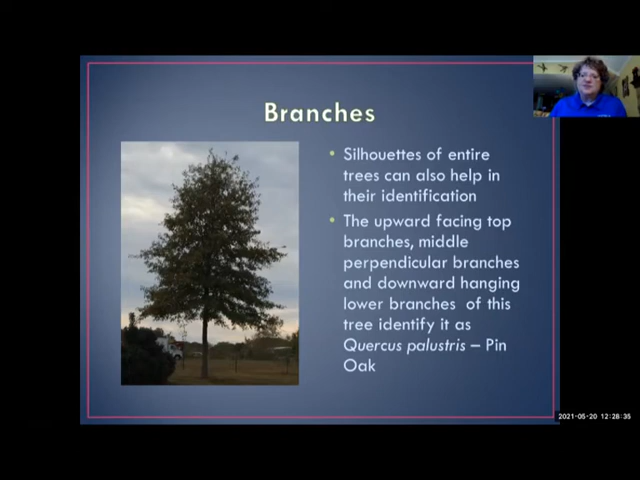 Branches
• Silhouettes of entire
trees can also help in
their identification
• The upward facing top
branches, middle
perpendicular branches
and downward hanging
lower branches of this
tree identify it as
Quercus palustris – Pin
Oak
2021-05-20 12:28:35